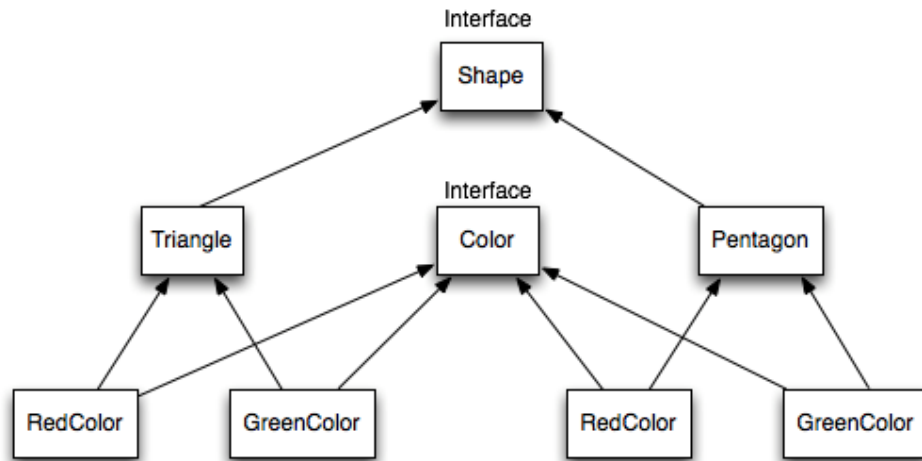 Interface
Shape
Interface
Triangle
Color
Pentagon
RedColor
GreenColor
RedColor
GreenColor